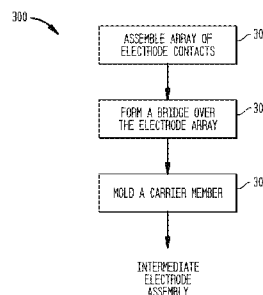 300
ASSEMBLE ARRAY OF
ELECTRODE CONTACTS
30
FORM A BRIDGE OVER
THE ELECTRODE ARRAY
30
MOLD A CARRIER MEMBER
30
INTERMEDIATE
ELECTRODE
ASSEMBLY